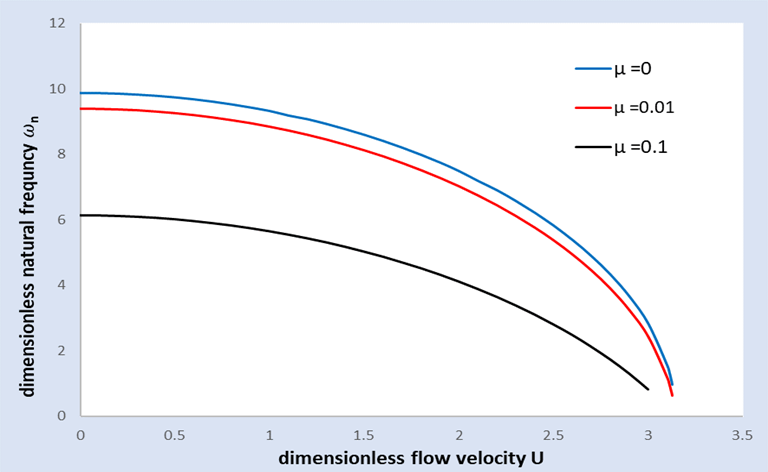 12
10
8
6
4
2
0
dimensionless natural frequncy ωn
μ =0
μ =0.01
μ =0.1
0 0.5 1 1.5 2 2.5 3 3.5
dimensionless flow velocity U